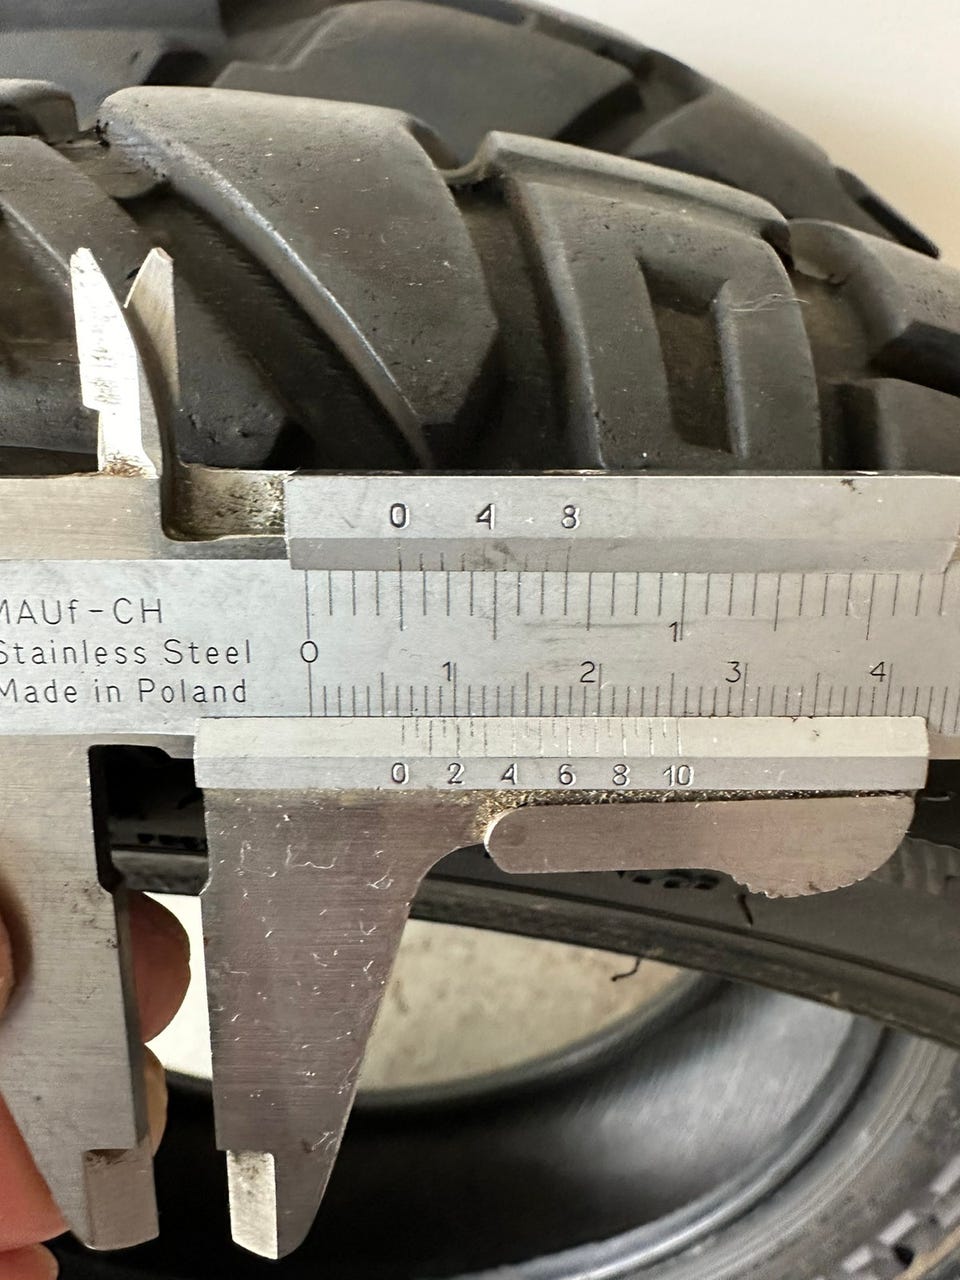 0 4 8
MAUf-CH
1
Stainless Steel
0
1 2 3 4
Made in Poland
0 2 4 6 8 10